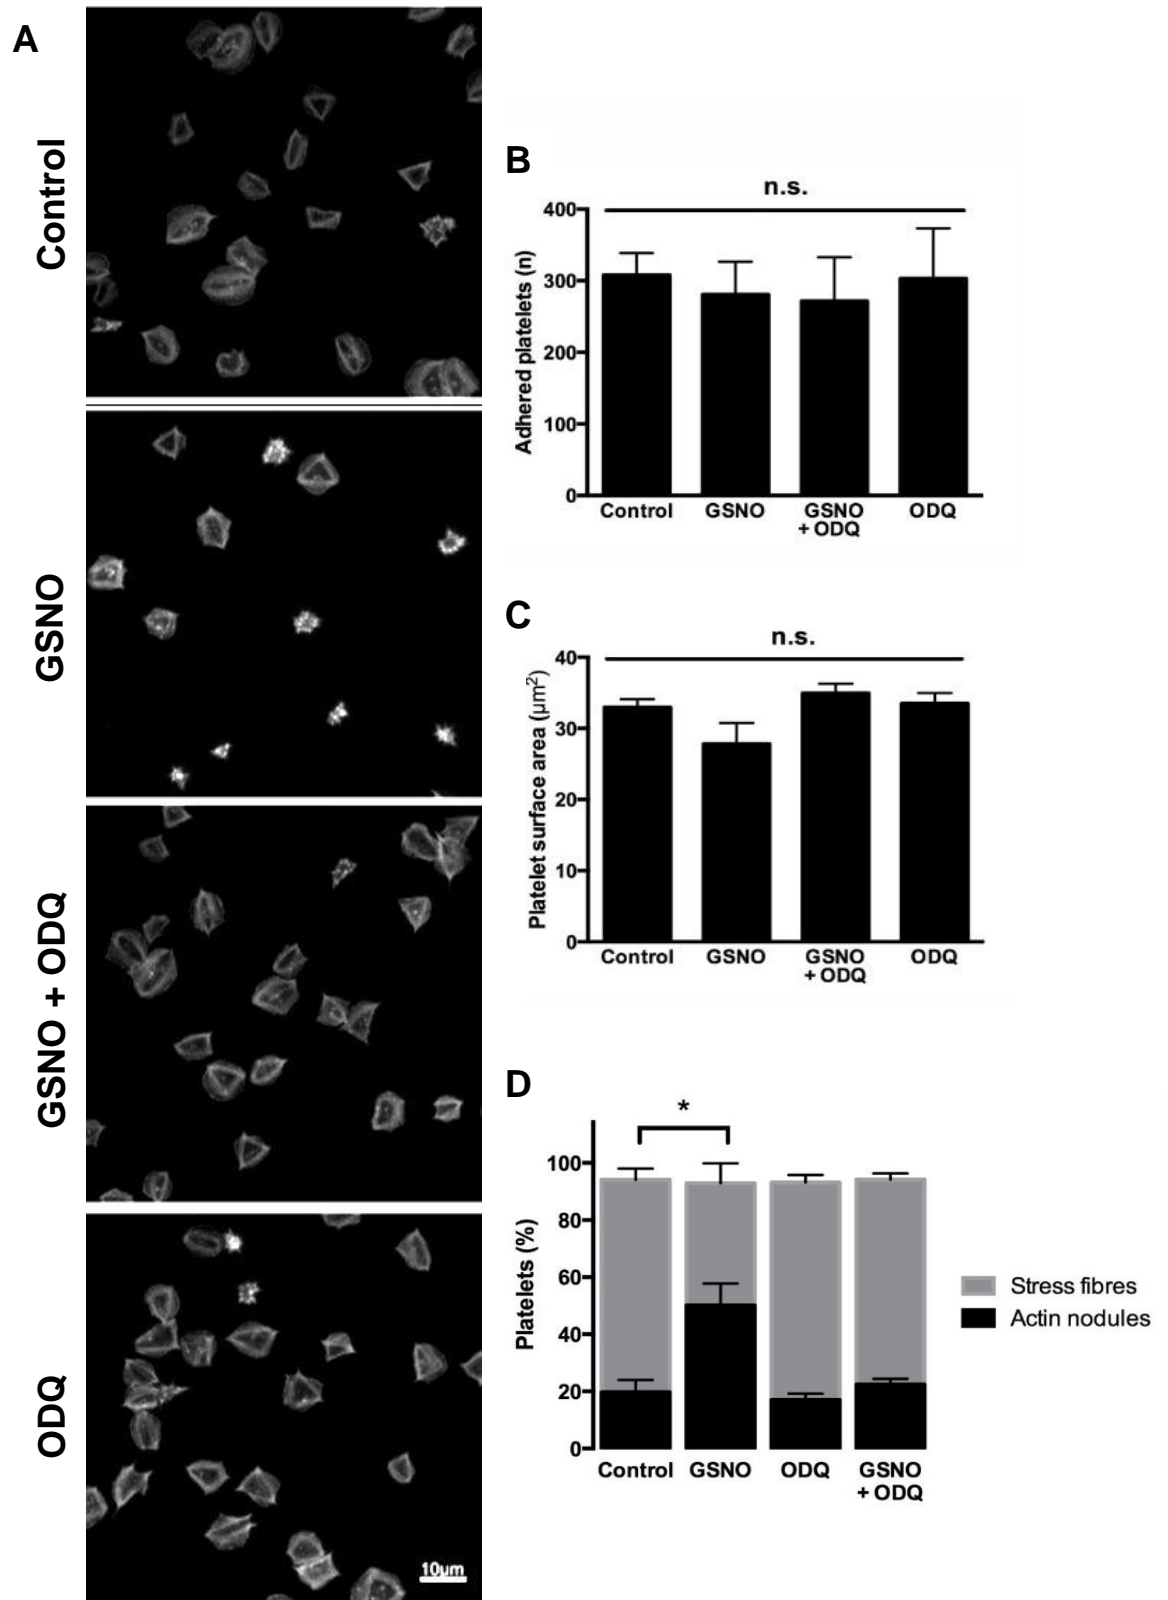 A
Control
GSNO
GSNO + ODQ
ODQ
10um
B
n.s.
Adhered platelets (n)
400
300
200
100
0
Control
GSNO
GSNO
+ ODQ
ODQ
C
n.s.
Platelet surface area (µm²)
40
30
20
10
0
Control
GSNO
GSNO
+ ODQ
ODQ
D
*
Platelets (%)
100
80
60
40
20
0
Control
GSNO
ODQ
GSNO
+ ODQ
Stress fibres
Actin nodules